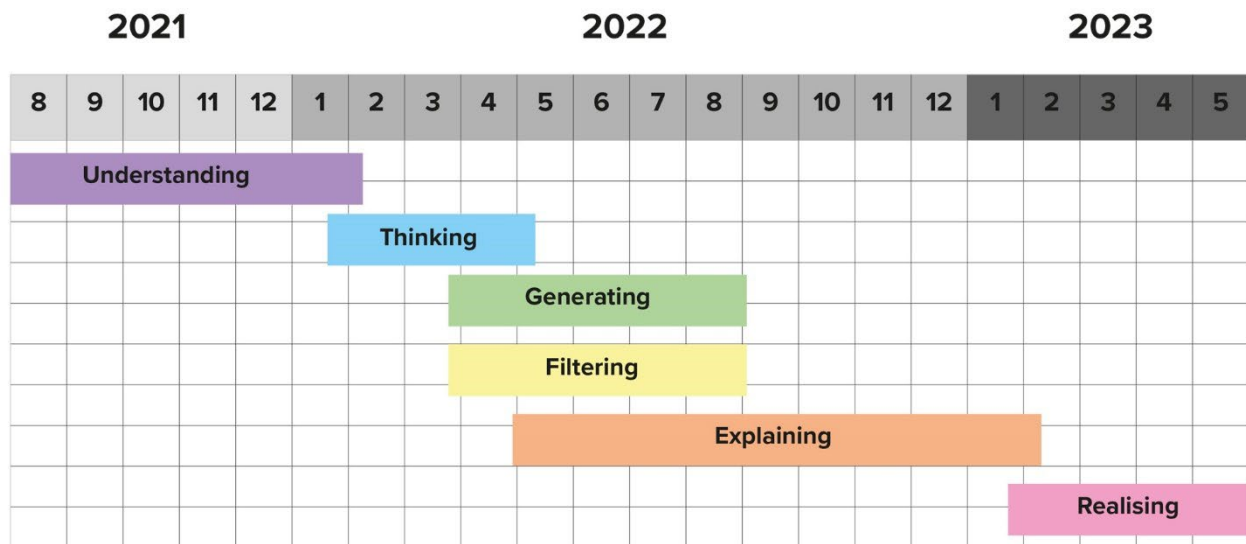 2021 2022 2023
8 9 10 11 12 1 2 3 4 5 6 7 8 9 10 11 12 1 2 3 4 5
Understanding
Thinking
Generating
Filtering
Explaining
Realising